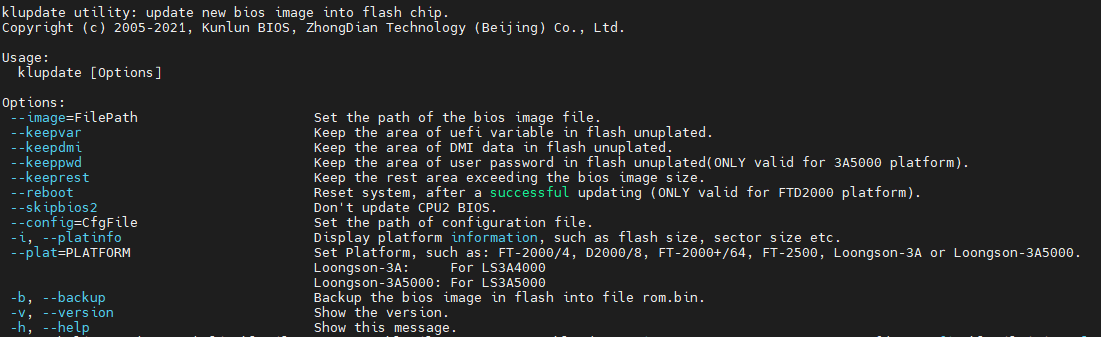 klupdate utility: update new bios image into flash chip.
Copyright (c) 2005-2021, Kunlun BIOS, ZhongDian Technology (Beijing) Co., Ltd.
Usage:
klupdate [Options]
Options:
--image=FilePath Set the path of the bios image file.
--keepvar Keep the area of uefi variable in flash unuplated.
--keepdmi Keep the area of DMI data in flash unuplated.
--keeppwd Keep the area of user password in flash unuplated(ONLY valid for 3A5000 platform).
--keeprest Keep the rest area exceeding the bios image size.
--reboot Reset system, after a successful updating (ONLY valid for FTD2000 platform).
--skipbios2 Don't update CPU2 BIOS.
--config=CfgFile Set the path of configuration file.
-i, --platinfo Display platform information, such as flash size, sector size etc.
--plat=PLATFORM Set Platform, such as: FT-2000/4, D2000/8, FT-2000+/64, FT-2500, Loongson-3A or Loongson-3A5000.
Loongson-3A: For LS3A4000
Loongson-3A5000: For LS3A5000
-b, --backup Backup the bios image in flash into file rom.bin.
-v, --version Show the version.
-h, --help Show this message.